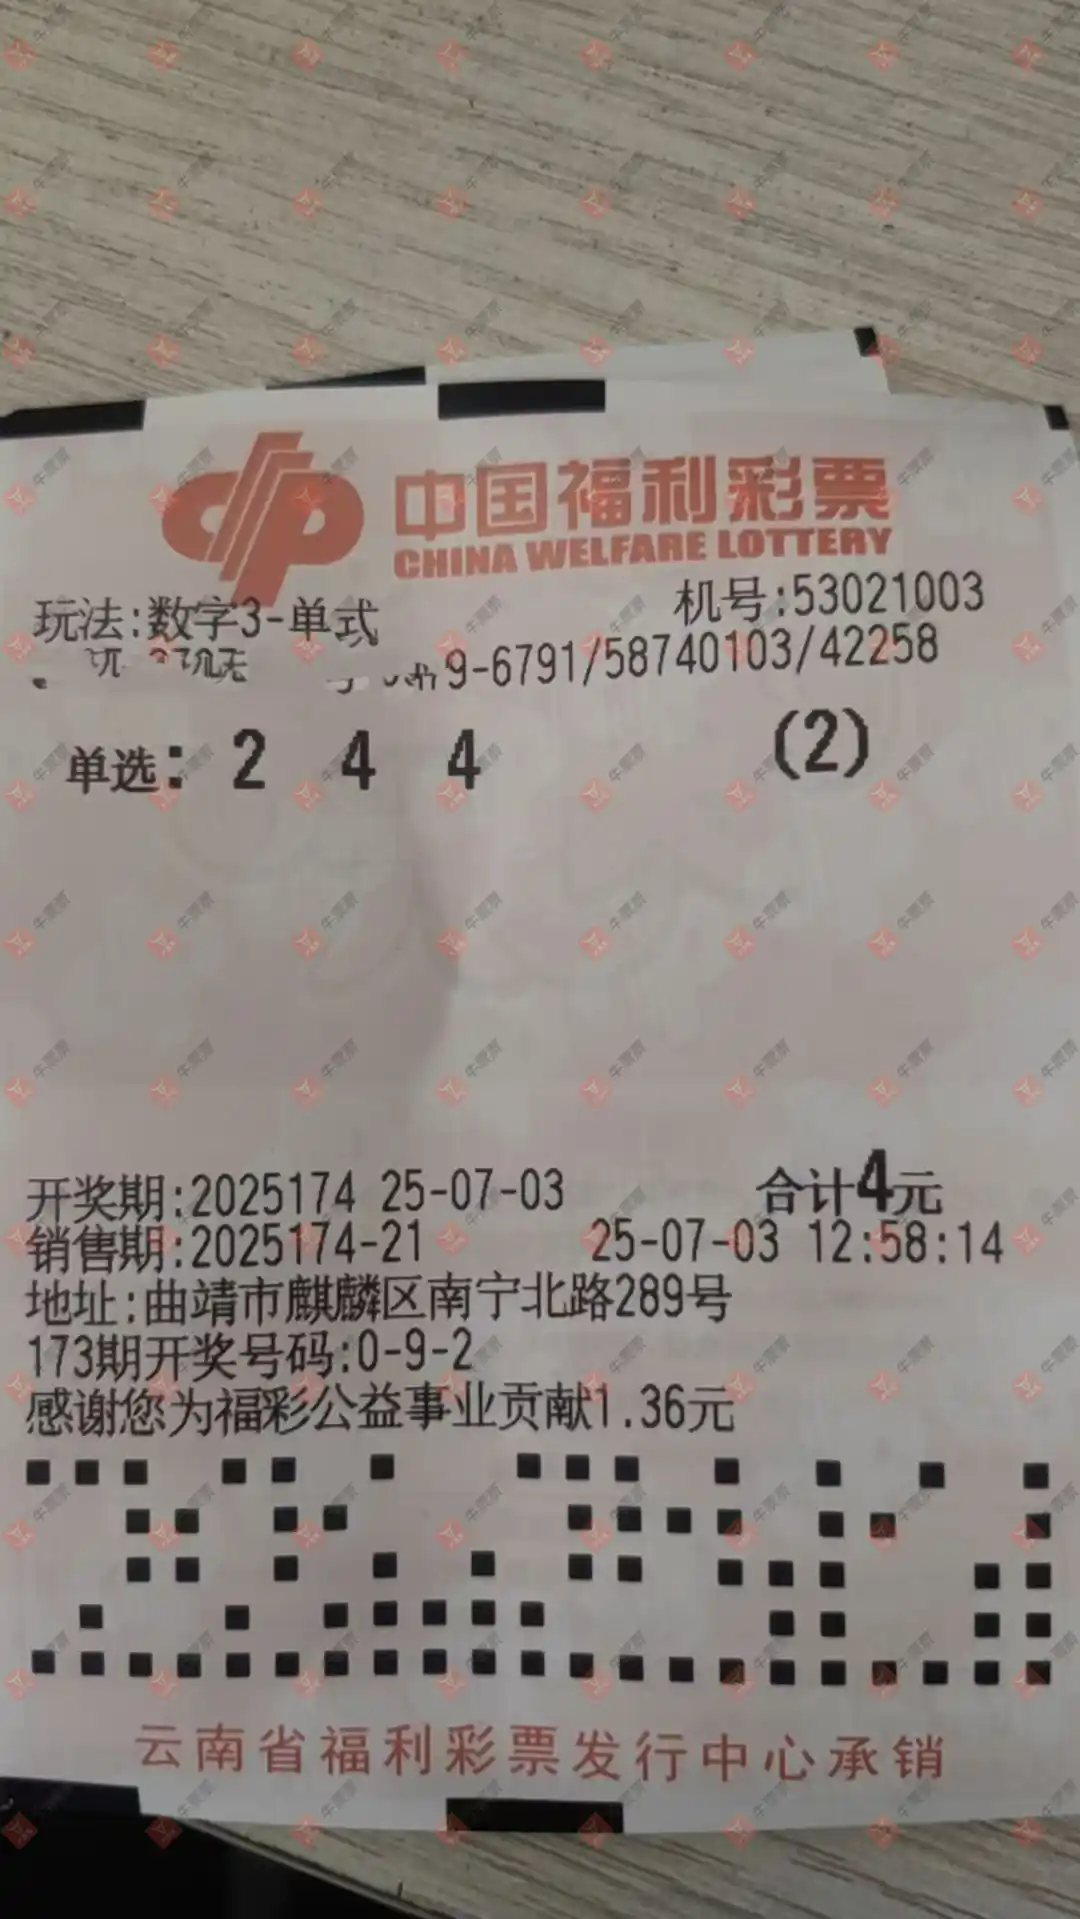 中国福利彩票
CHINA WELFARE LOTTERY
机号:53021003
玩法:数字3-单式
9-6791/58740103/42258
单选: 2 4 4 (2)
开奖期:2025174 25-07-03 合计4元
销售期:2025174-21 25-07-03 12:58:14
地址:曲靖市麒麟区南宁北路289号
173期开奖号码:0-9-2
感谢您为福彩公益事业贡献1.36元
云南省福利彩票发行中心承销